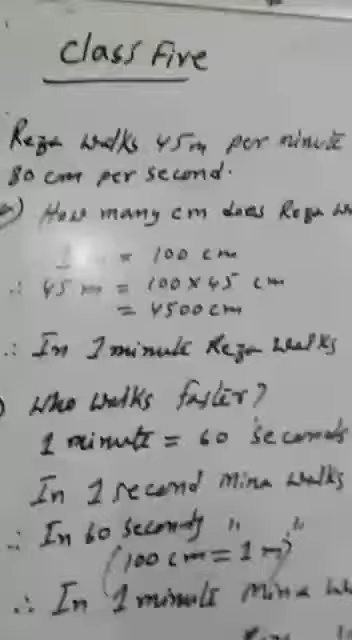 Class Five
Reza walks 45m per minute
80 cm per second.
) How many cm does Reza
1 = 100 cm
∴ 45 m = 100 x 45 cm
= 4500 cm
∴ In 1 minute Reza walks
) Who walks faster?
1 minute = 60 seconds
In 1 second Mina walks
∴ In 60 seconds " "
(100 cm = 1 m)
∴ In 1 minute Mina